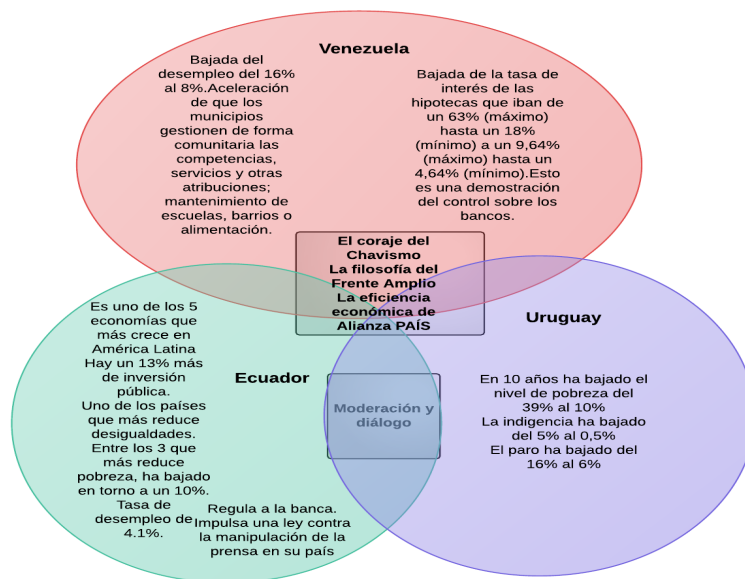 Venezuela
Bajada del
desempleo del 16%
al 8%.Aceleración
de que los
municipios
gestionen de forma
comunitaria las
competencias,
servicios y otras
atribuciones;
mantenimiento de
escuelas, barrios o
alimentación.
Bajada de la tasa de
interés de las
hipotecas que iban de
un 63% (máximo)
hasta un 18%
(mínimo) a un 9,64%
(máximo) hasta un
4,64% (mínimo).Esto
es una demostración
del control sobre los
bancos.
El coraje del
Chavismo
La filosofía del
Frente Amplio
La eficiencia
económica de
Alianza PAÍS
Ecuador
Es uno de los 5
economías que
más crece en
América Latina
Hay un 13% más
de inversión
pública.
Uno de los países
que más reduce
desigualdades.
Entre los 3 que
más reduce
pobreza, ha bajado
en torno a un 10%.
Tasa de
desempleo de
4.1%.
Regula a la banca.
Impulsa una ley contra
la manipulación de la
prensa en su país
Moderación y
diálogo
Uruguay
En 10 años ha bajado el
nivel de pobreza del
39% al 10%
La indigencia ha bajado
del 5% al 0,5%
El paro ha bajado del
16% al 6%